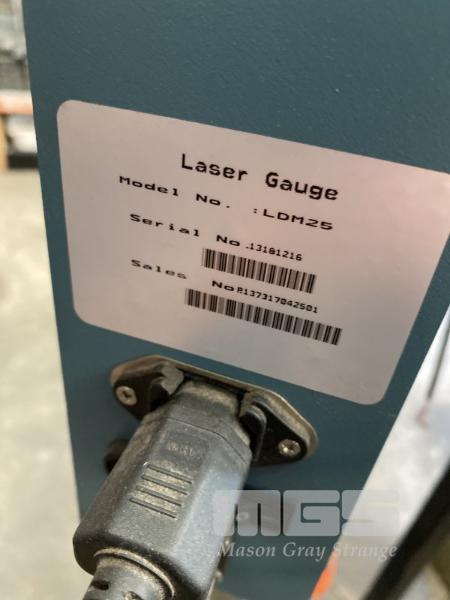 Laser Gauge
Model No. :LDM25
Serial No.13181216
Sales No.P137317042501
MGS
Mason Gray Strange